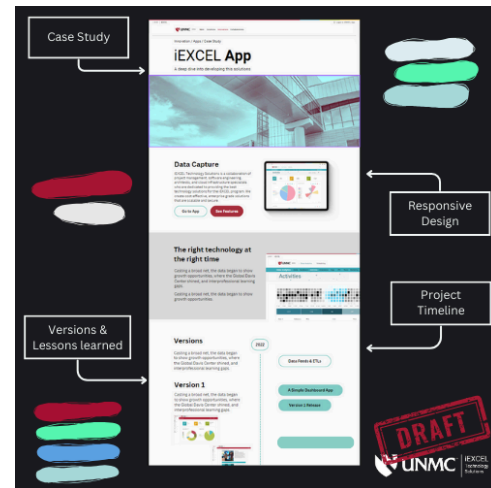 Case Study
UNMC
Innovation / Apps / Case Study
iEXCEL App
A deep dive into developing this solutions
Data Capture
Go to App
See Features
Responsive
Design
The right technology at
the right time
Casting a broad net, the data began to show
growth opportunities, where the Global/Davis
Center shined, and interprofessional learning
gaps.
Casting a broad net, the data began to show
growth opportunities.
Activities
Project
Timeline
Versions &
Lessons learned
Versions
Casting a broad net, the data began
to show growth opportunities, where
the Global/Davis Center shined, and
interprofessional learning gaps.
Data Feeds & ETLs
Version 1
Casting a broad net, the data began
to show growth opportunities, where
the Global/Davis Center shined, and
interprofessional learning gaps.
A Simple Dashboard App
Version 1 Release
DRAFT
UNMC
iEXCEL
Technology
Solutions